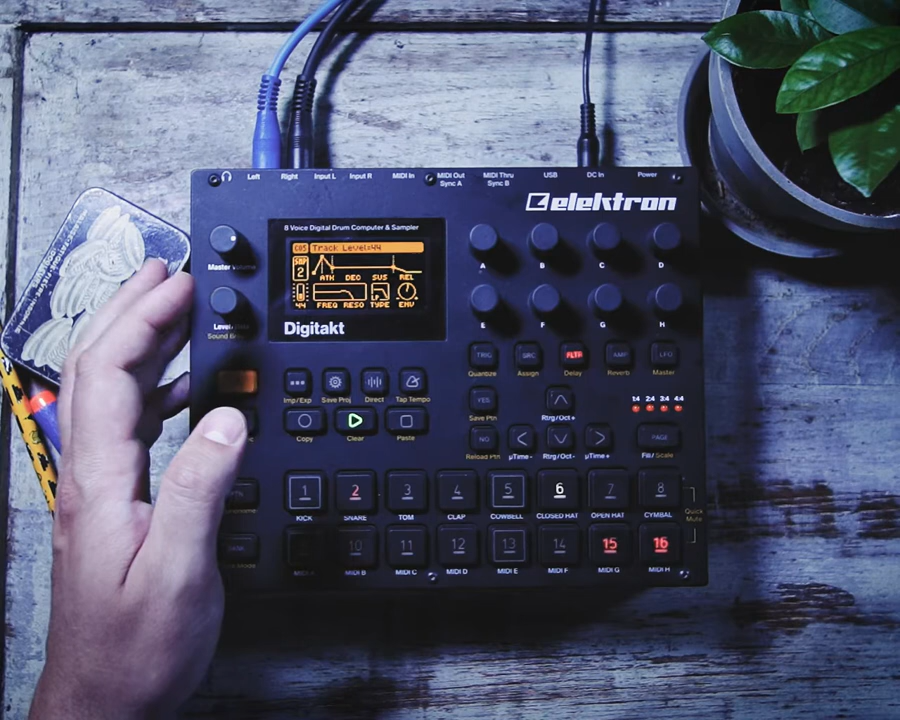 Left Right Input L Input R MIDI In MIDI Out MIDI Thru USB DC In Power
Sync A Sync B
elektron
8 Voice Digital Drum Computer & Sampler
C05 Track Level:44
2
ATK DEC SUS REL
44 FREQ RESO TYPE ENV
Digitakt
Master Volume
Sound
A B C D
E F G H
TRIG SRC FLTR AMP LFO
Quantize Assign Delay Reverb Master
Imp/Exp Save Proj Direct Tap Tempo
YES
Save Ptn Rtrg/Oct+
1:4 2:4 3:4 4:4
Copy Clear Paste
NO PAGE
Reload Ptn µTime- Rtrg/Oct- µTime+ Fill/Scale
1 2 3 4 5 6 7 8
KICK SNARE TOM CLAP COWBELL CLOSED HAT OPEN HAT CYMBAL
Quick
Mute
10 11 12 13 14 15 16
MIDI B MIDI C MIDI D MIDI E MIDI F MIDI G MIDI H